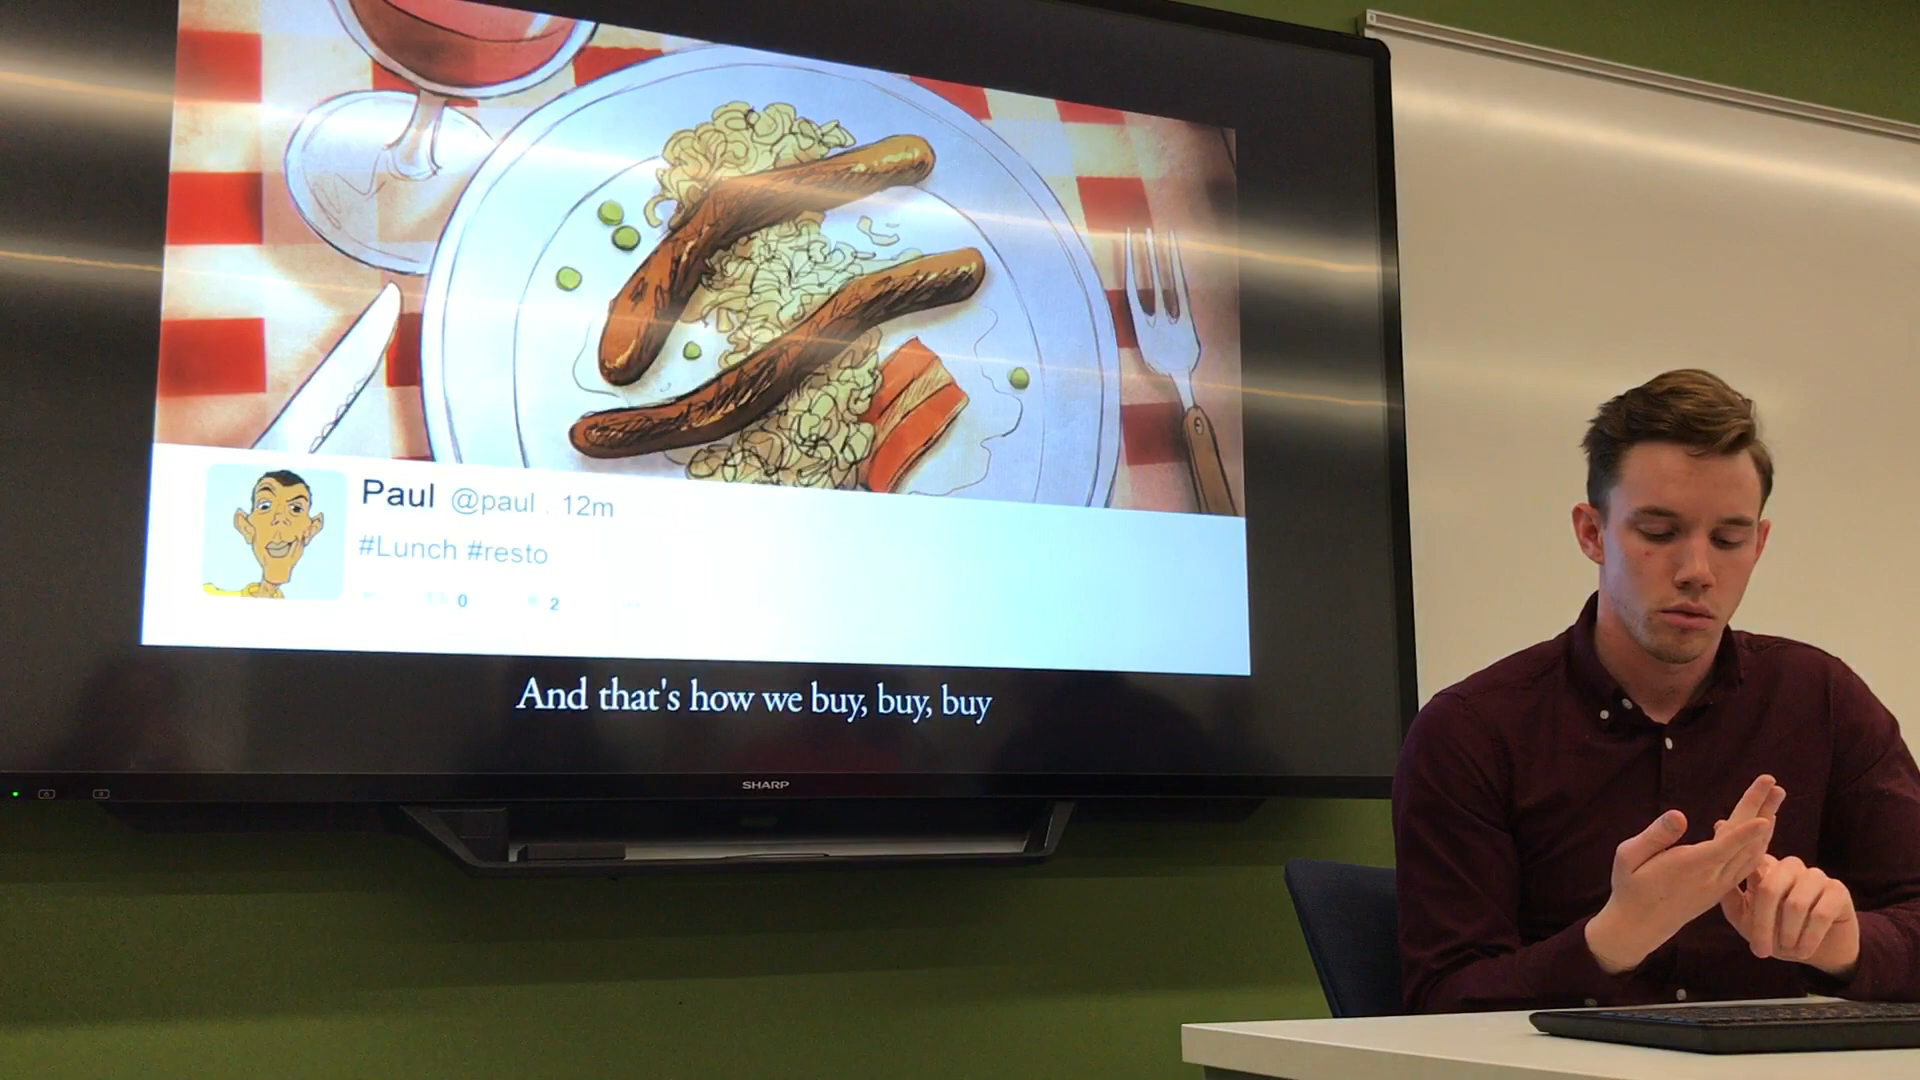 Paul @paul . 12m
#Lunch #resto
0 2
And that's how we buy, buy, buy
SHARP